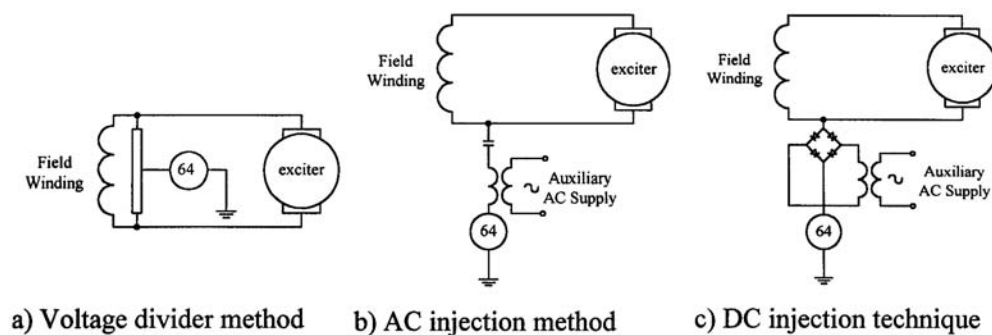 Field
Winding
64
exciter
a) Voltage divider method
Field
Winding
exciter
Auxiliary
AC Supply
64
b) AC injection method
Field
Winding
exciter
Auxiliary
AC Supply
64
c) DC injection technique